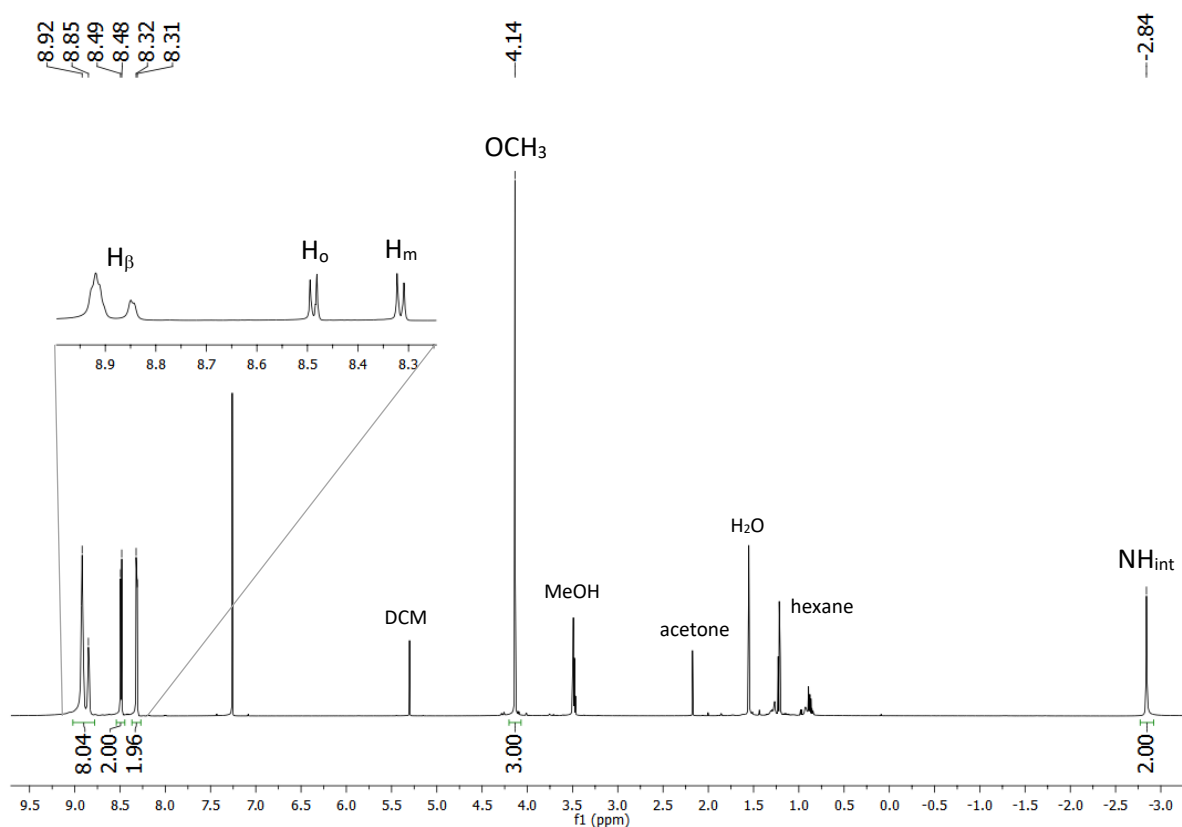 8.92
8.85
8.49
8.48
8.32
8.31
4.14
-2.84
OCH₃
Hβ
Hₒ
Hₘ
8.9 8.8 8.7 8.6 8.5 8.4 8.3
DCM
MeOH
acetone
H₂O
hexane
NHint
8.04
2.00
1.96
3.00
2.00
9.5 9.0 8.5 8.0 7.5 7.0 6.5 6.0 5.5 5.0 4.5 4.0 3.5 3.0 2.5 2.0 1.5 1.0 0.5 0.0 -0.5 -1.0 -1.5 -2.0 -2.5 -3.0
f1 (ppm)